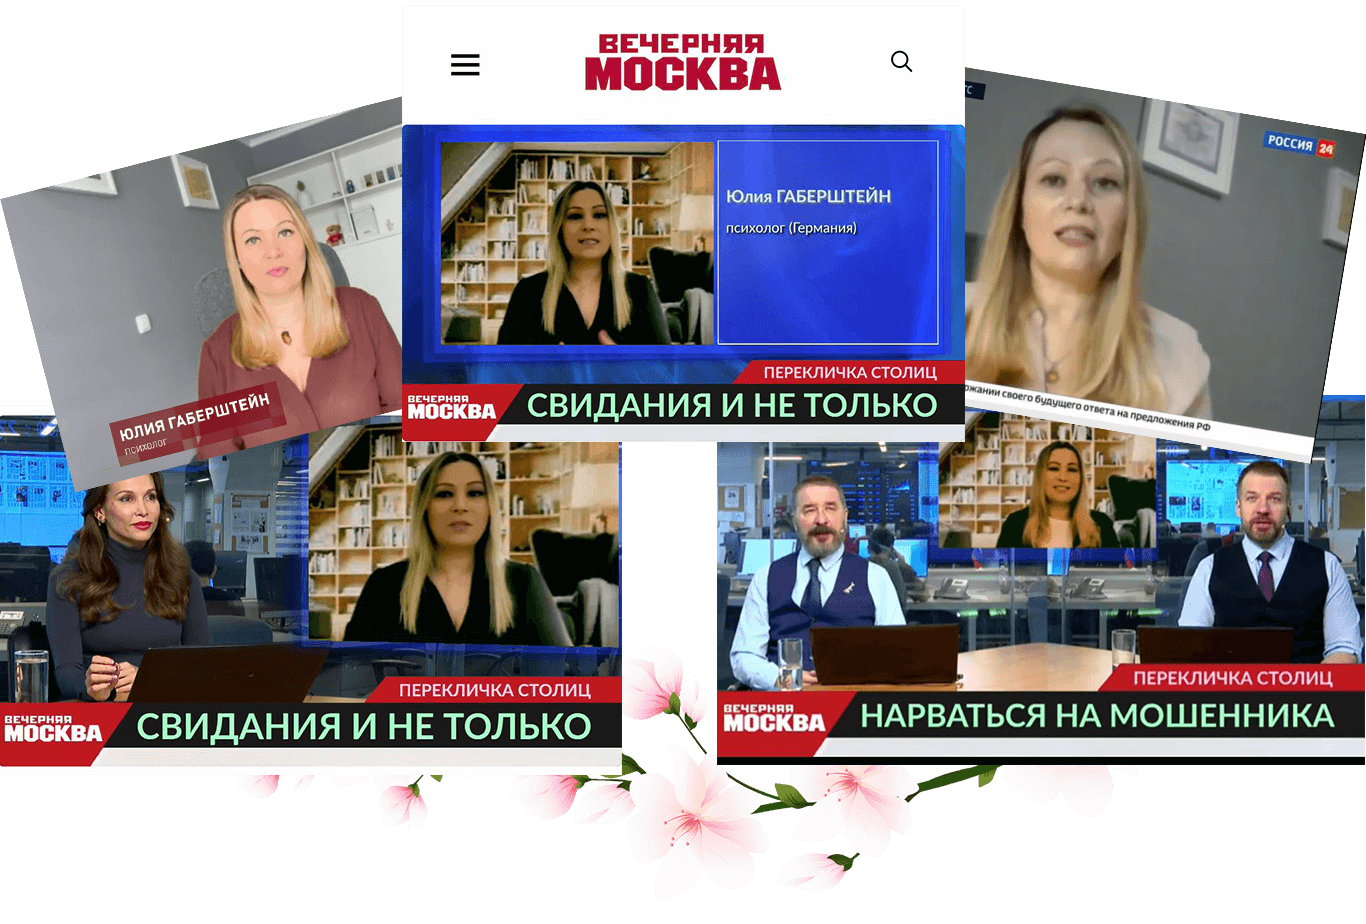 ВЕЧЕРНЯЯ
МОСКВА
Юлия ГАБЕРШТЕЙН
психолог (Германия)
ПЕРЕКЛИЧКА СТОЛИЦ
ВЕЧЕРНЯЯ
МОСКВА
СВИДАНИЯ И НЕ ТОЛЬКО
ЮЛИЯ ГАБЕРШТЕЙН
ПСИХОЛОГ
РОССИЯ 24
своего будущего ответа на предложения РФ
ПЕРЕКЛИЧКА СТОЛИЦ
ВЕЧЕРНЯЯ
МОСКВА
СВИДАНИЯ И НЕ ТОЛЬКО
ПЕРЕКЛИЧКА СТОЛИЦ
ВЕЧЕРНЯЯ
МОСКВА
НАРВАТЬСЯ НА МОШЕННИКА